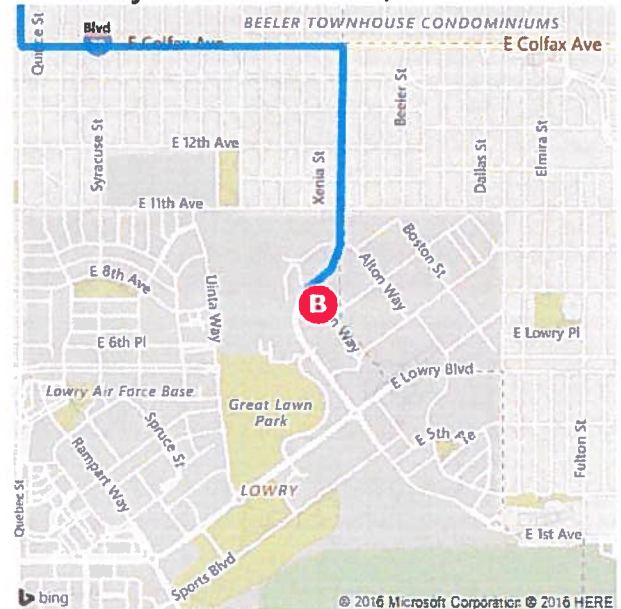 BEELER TOWNHOUSE CONDOMINIUMS
Blvd
Quince St
E Colfax Ave
E Colfax Ave
Beeler St
Syracuse St
E 12th Ave
Xenia St
Dallas St
Elmira St
E 11th Ave
Boston St
E 8th Ave
Uinta Way
Alton Way
B
n Way
E 6th Pl
E Lowry Pl
E Lowry Blvd
Lowry Air Force Base
Great Lawn
Park
Spruce St
E 5th Ave
Fulton St
Rampart Way
LOWRY
Quebec St
E 1st Ave
Sports Blvd
bing
© 2016 Microsoft Corporation © 2016 HERE